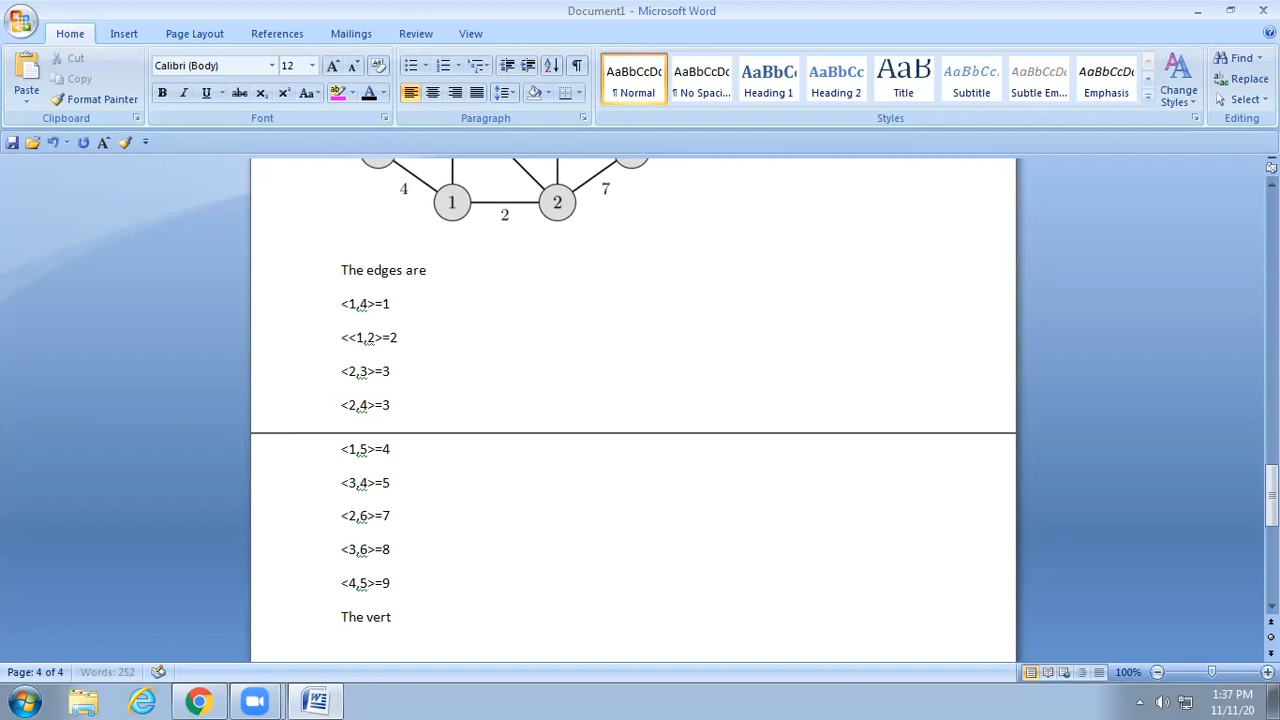 Document1 - Microsoft Word
Home Insert Page Layout References Mailings Review View
Paste
Cut
Copy
Format Painter
Clipboard
Calibri (Body) 12
B I U abc X₂ X² Aa
Font
Paragraph
AaBbCcDc AaBbCcDc AaBbC AaBbCc AaB AaBbCc. AaBbCcDc AaBbCcDc
¶ Normal ¶ No Spaci... Heading 1 Heading 2 Title Subtitle Subtle Em... Emphasis
Change Styles
Styles
Find
Replace
Select
Editing
4 7
1 2
2
The edges are
<1,4>=1
<<1,2>=2
<2,3>=3
<2,4>=3
<1,5>=4
<3,4>=5
<2,6>=7
<3,6>=8
<4,5>=9
The vert
Page: 4 of 4 Words: 252 100%
1:37 PM
11/11/20